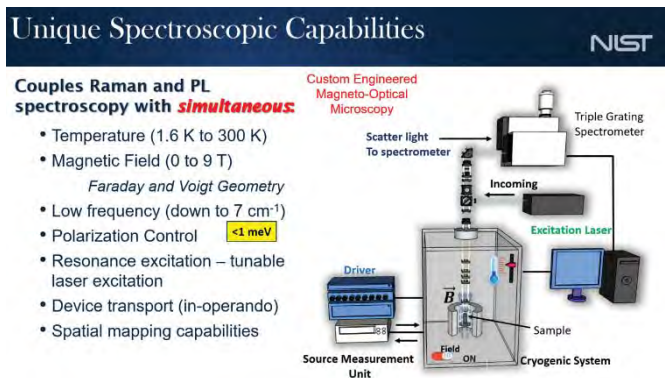 Unique Spectroscopic Capabilities
NIST
Couples Raman and PL
spectroscopy with simultaneous:
• Temperature (1.6 K to 300 K)
• Magnetic Field (0 to 9 T)
Faraday and Voigt Geometry
• Low frequency (down to 7 cm⁻¹)
• Polarization Control
<1 meV
• Resonance excitation – tunable
laser excitation
• Device transport (in-operando)
• Spatial mapping capabilities
Custom Engineered
Magneto-Optical
Microscopy
Scatter light
To spectrometer
Triple Grating
Spectrometer
Incoming
Excitation Laser
Driver
B
Sample
Field
ON
Source Measurement
Unit
Cryogenic System